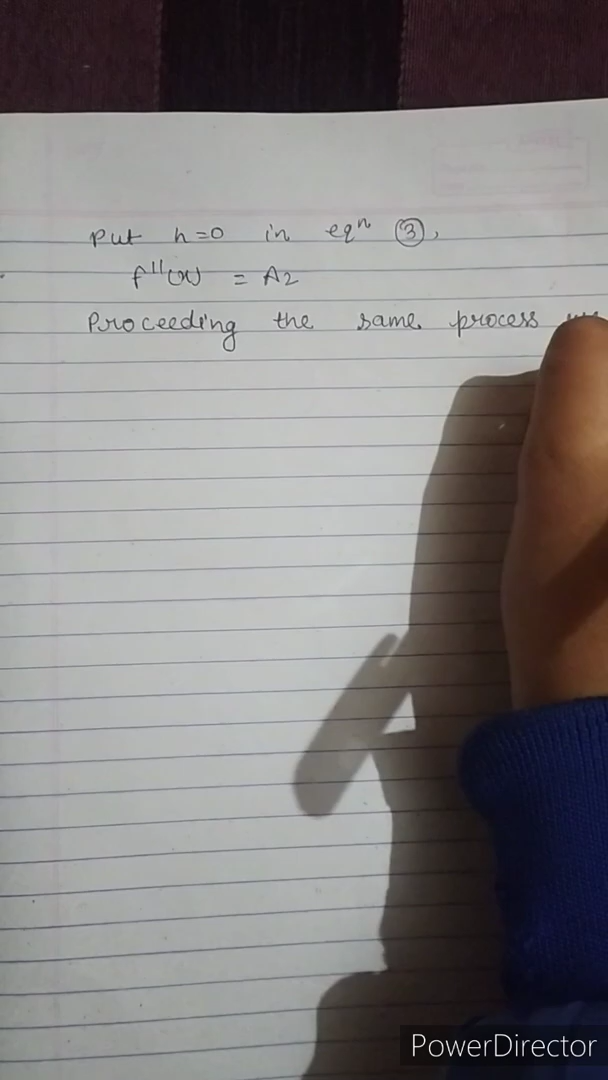 Put h=0 in eqⁿ ③,
f''(x) = A2
Proceeding the same process
PowerDirector